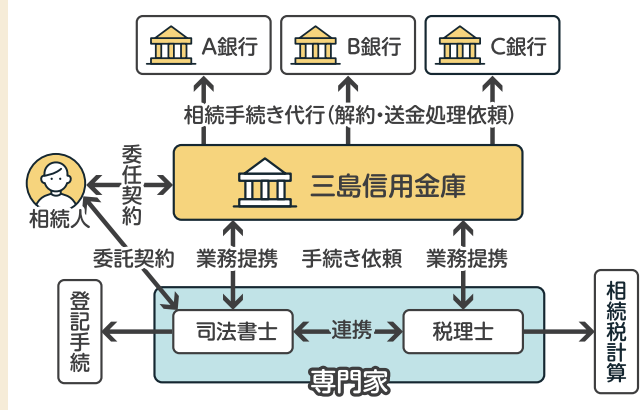 A銀行
B銀行
C銀行
相続手続き代行(解約・送金処理依頼)
委任契約
三島信用金庫
相続人
委託契約
業務提携
手続き依頼
業務提携
登記手続
司法書士
連携
税理士
相続税計算
専門家